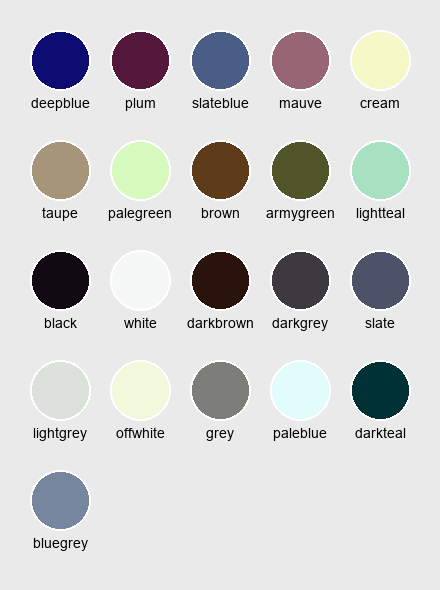 deepblue plum slateblue mauve cream
taupe palegreen brown armygreen lightteal
black white darkbrown darkgrey slate
lightgrey offwhite grey paleblue darkteal
bluegrey